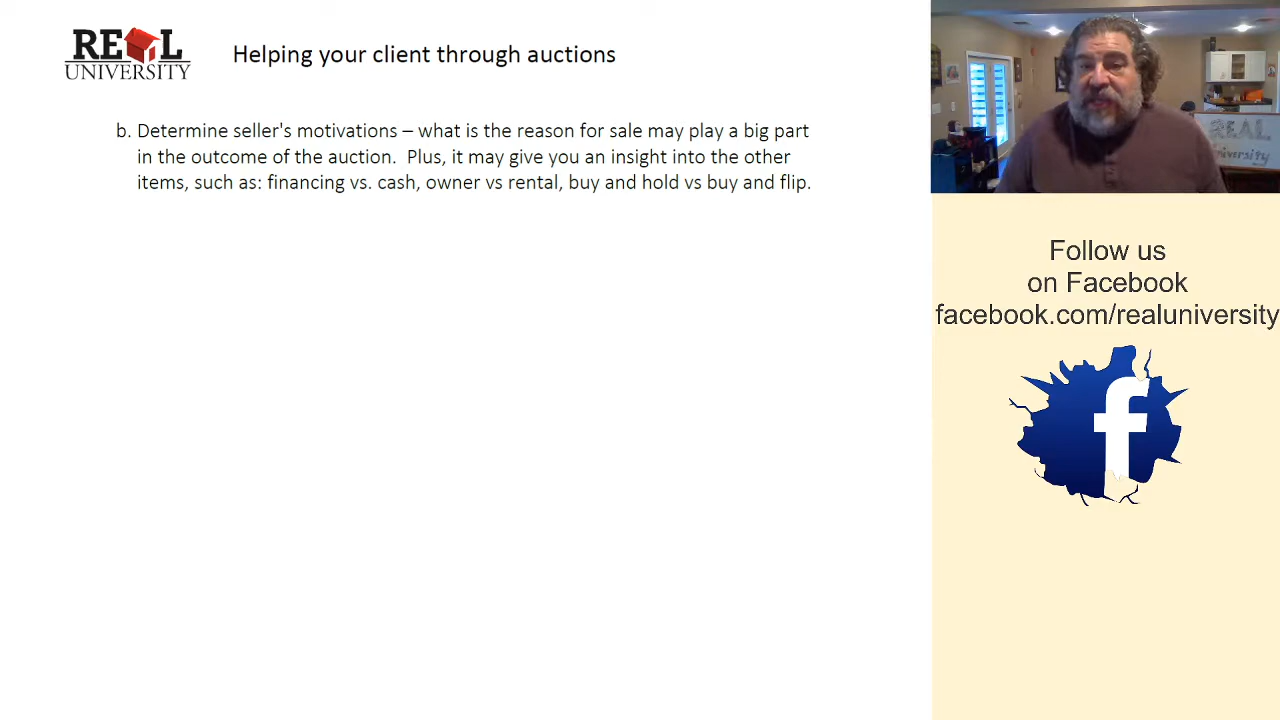 RE L
UNIVERSITY
Helping your client through auctions
b. Determine seller's motivations – what is the reason for sale may play a big part
in the outcome of the auction.  Plus, it may give you an insight into the other
items, such as: financing vs. cash, owner vs rental, buy and hold vs buy and flip.
REAL
University
Follow us
on Facebook
facebook.com/realuniversity
f